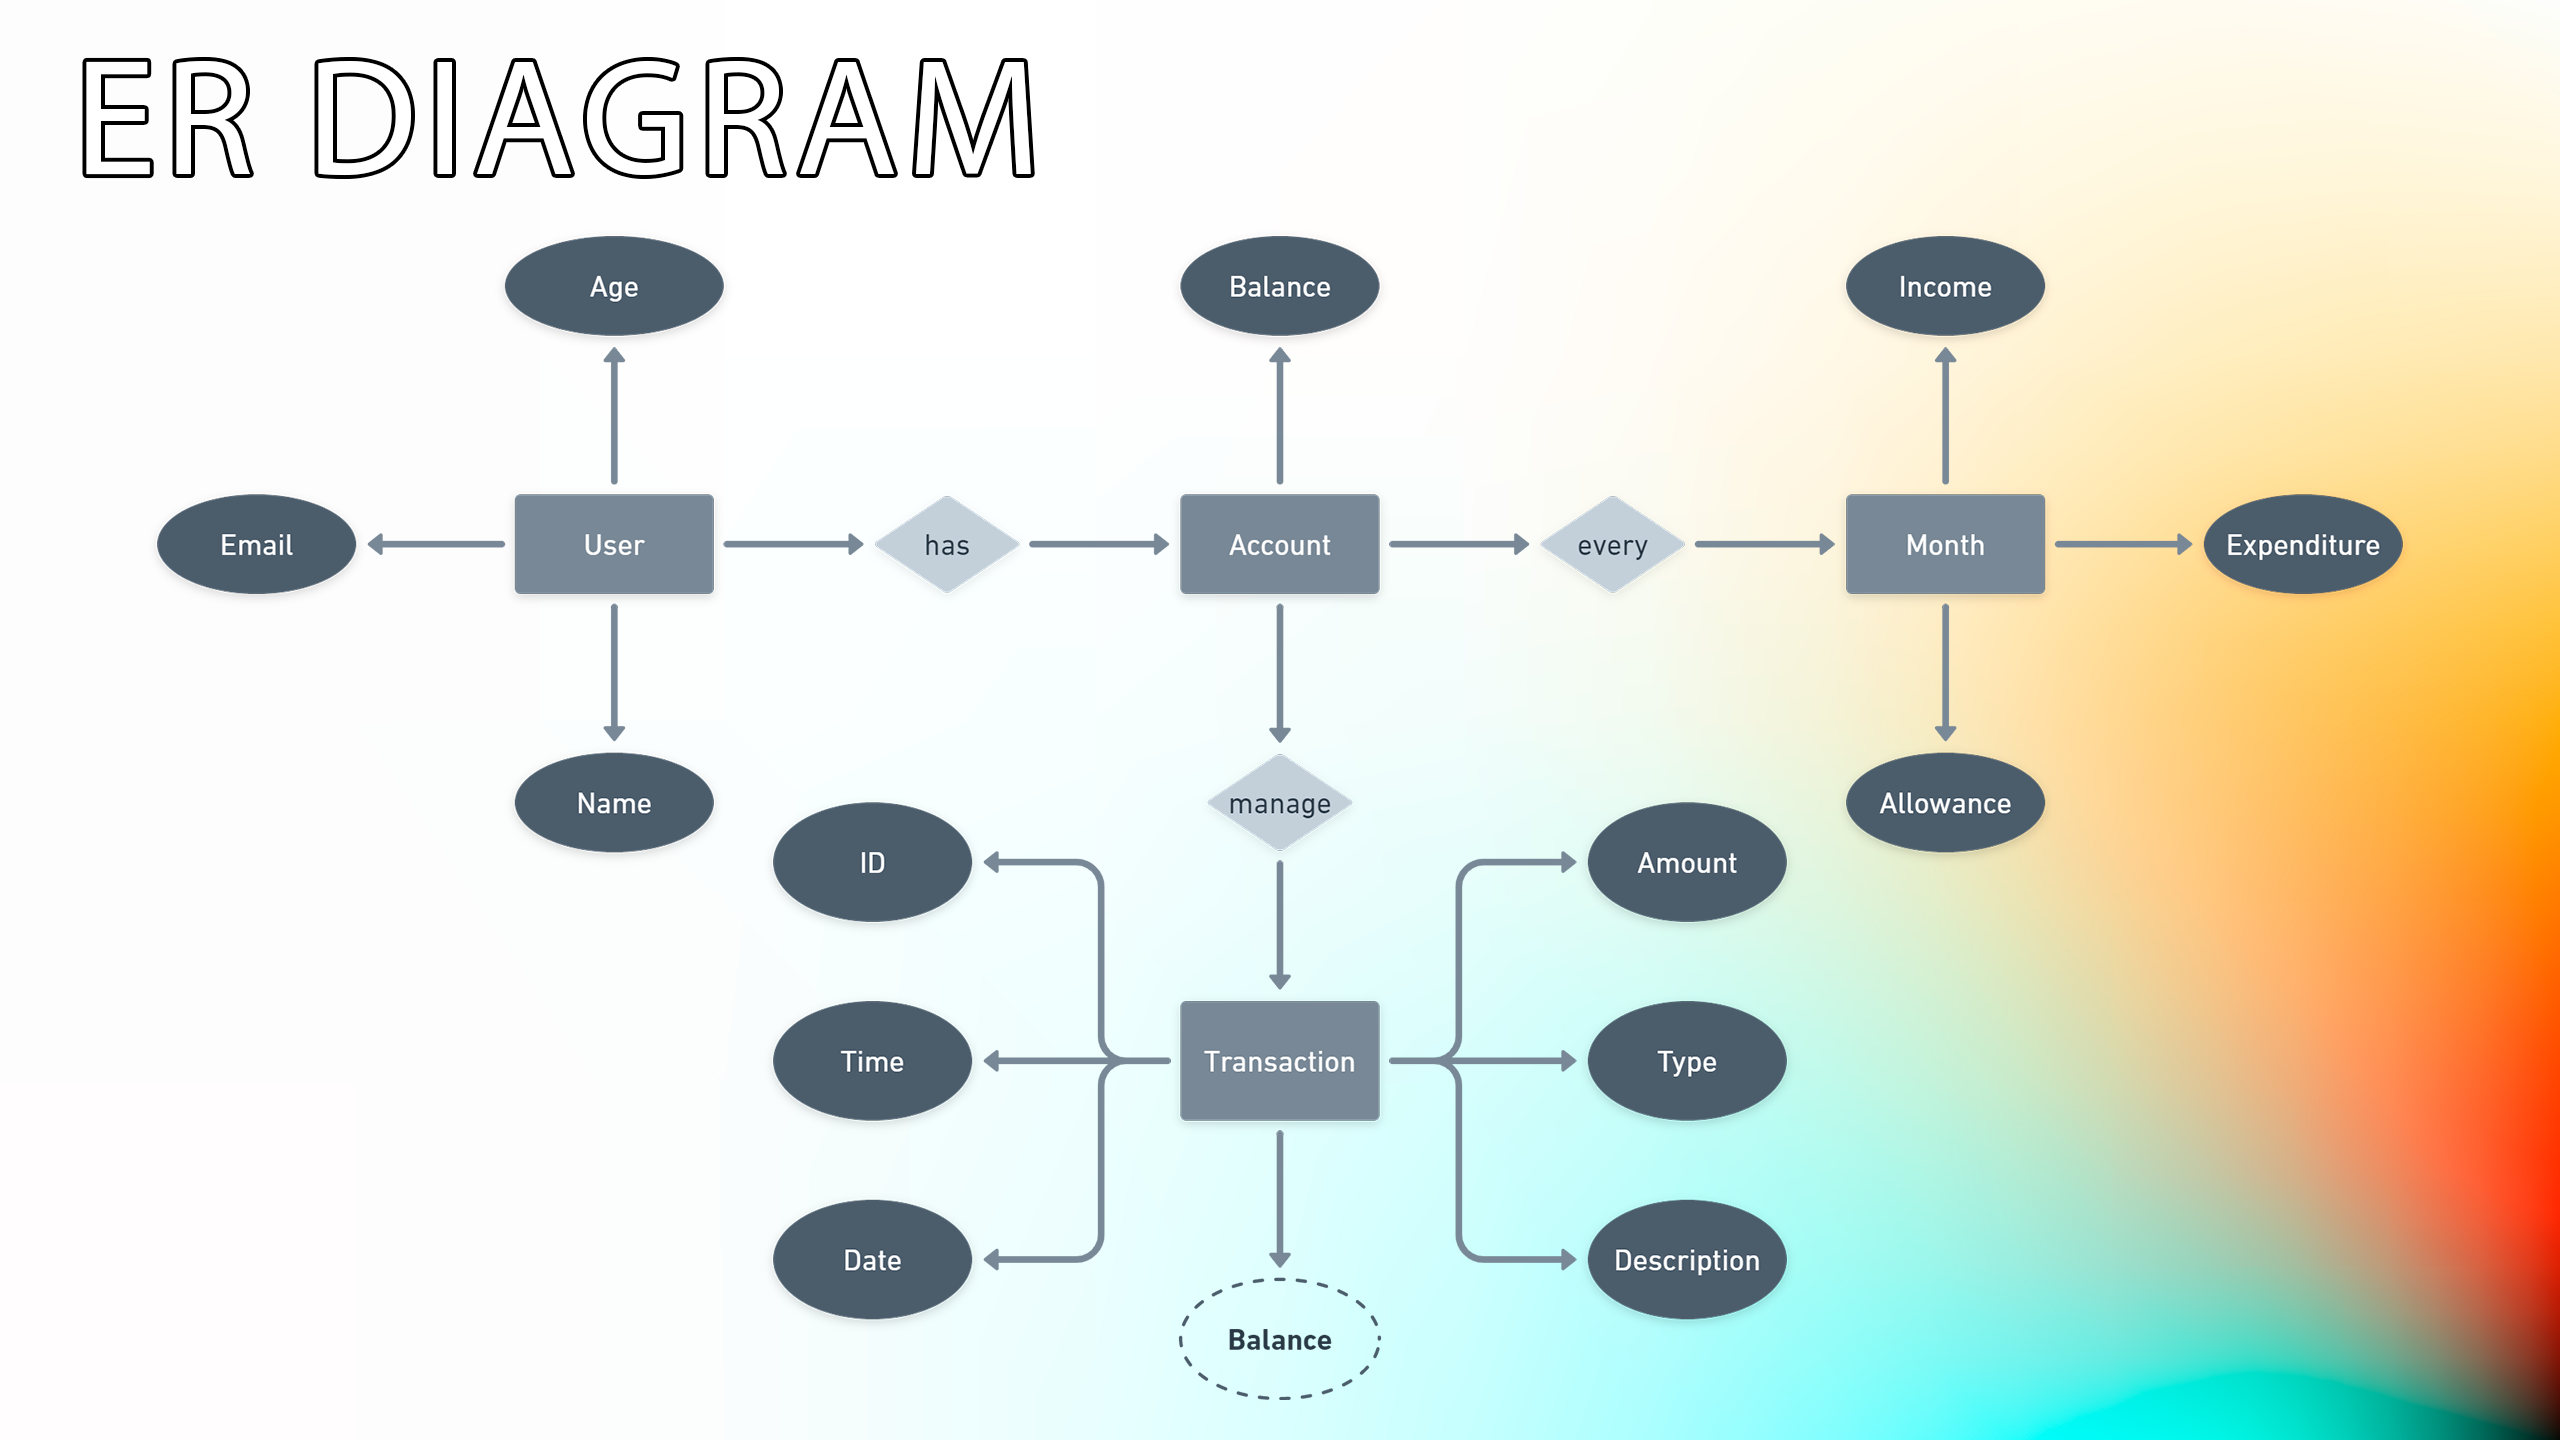 ER DIAGRAM
Age
Balance
Income
Email
User
has
Account
every
Month
Expenditure
Name
manage
Allowance
ID
Amount
Time
Transaction
Type
Date
Description
Balance